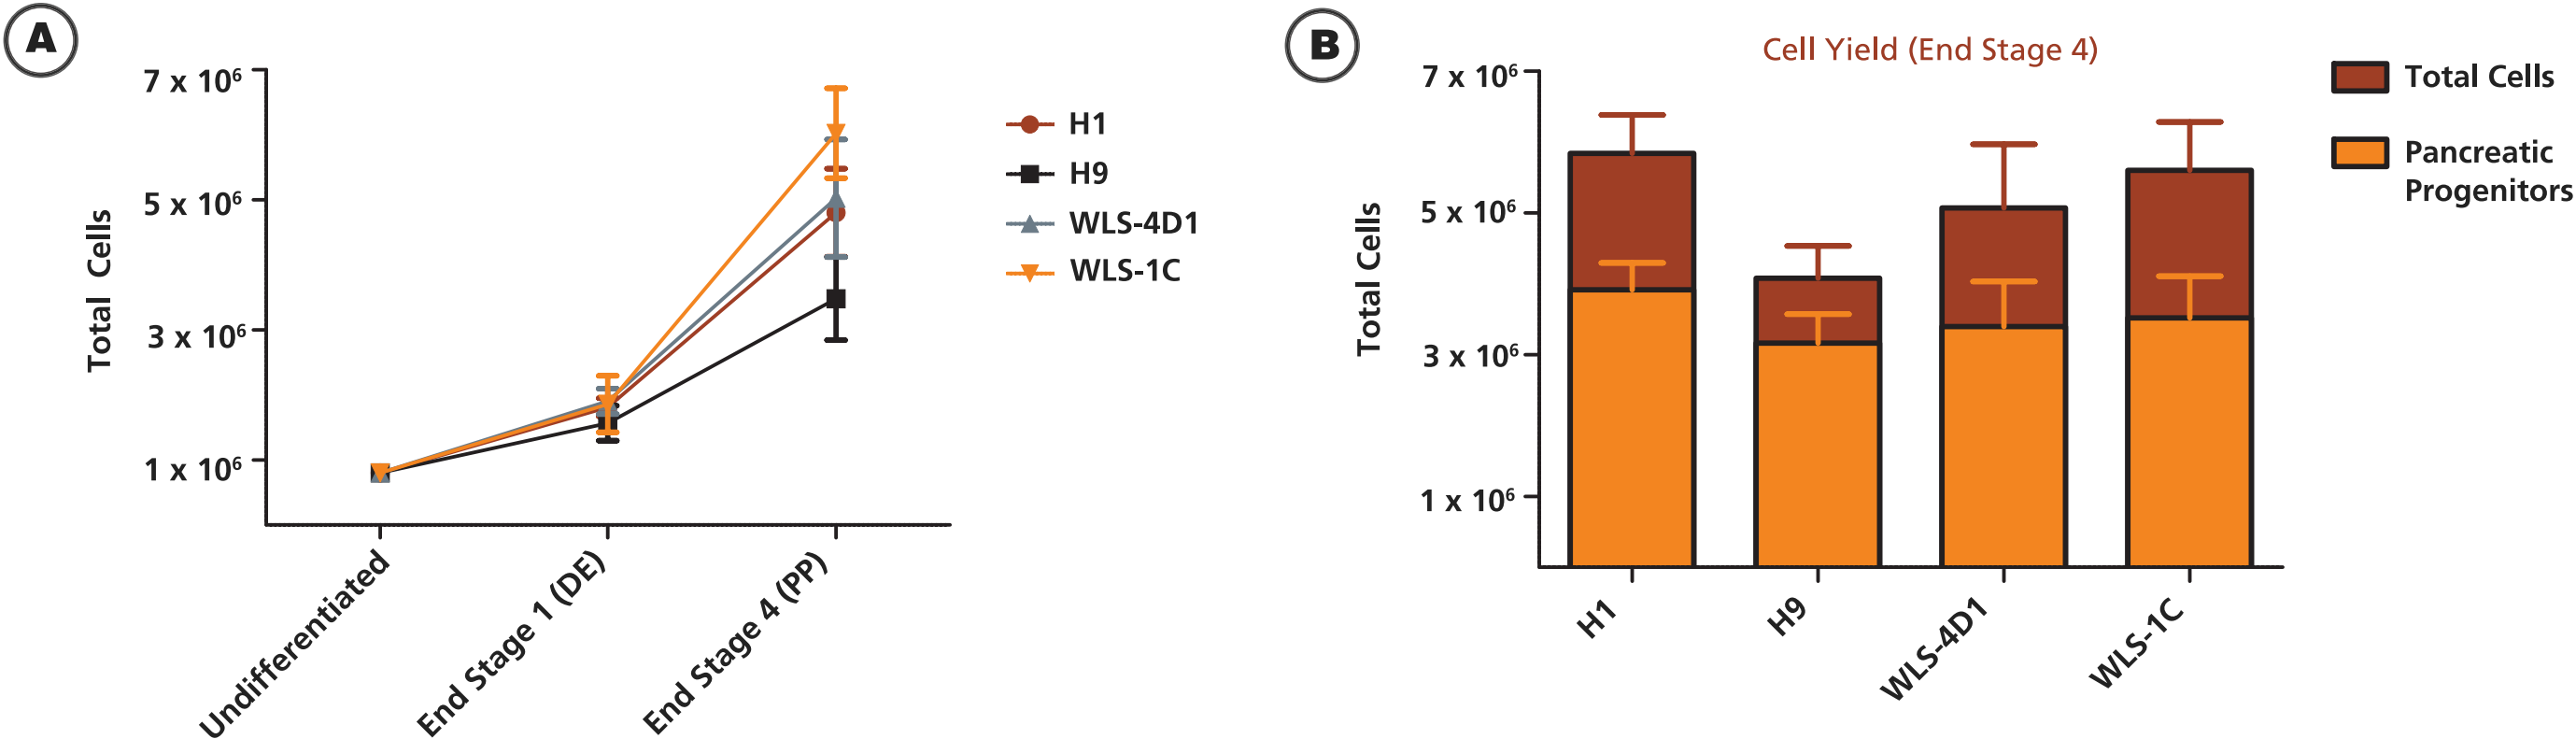 A
7 x 10⁶
5 x 10⁶
3 x 10⁶
1 x 10⁶
Total Cells
Undifferentiated
End Stage 1 (DE)
End Stage 4 (PP)
H1
H9
WLS-4D1
WLS-1C
B
Cell Yield (End Stage 4)
7 x 10⁶
5 x 10⁶
3 x 10⁶
1 x 10⁶
Total Cells
H1
H9
WLS-4D1
WLS-1C
Total Cells
Pancreatic
Progenitors